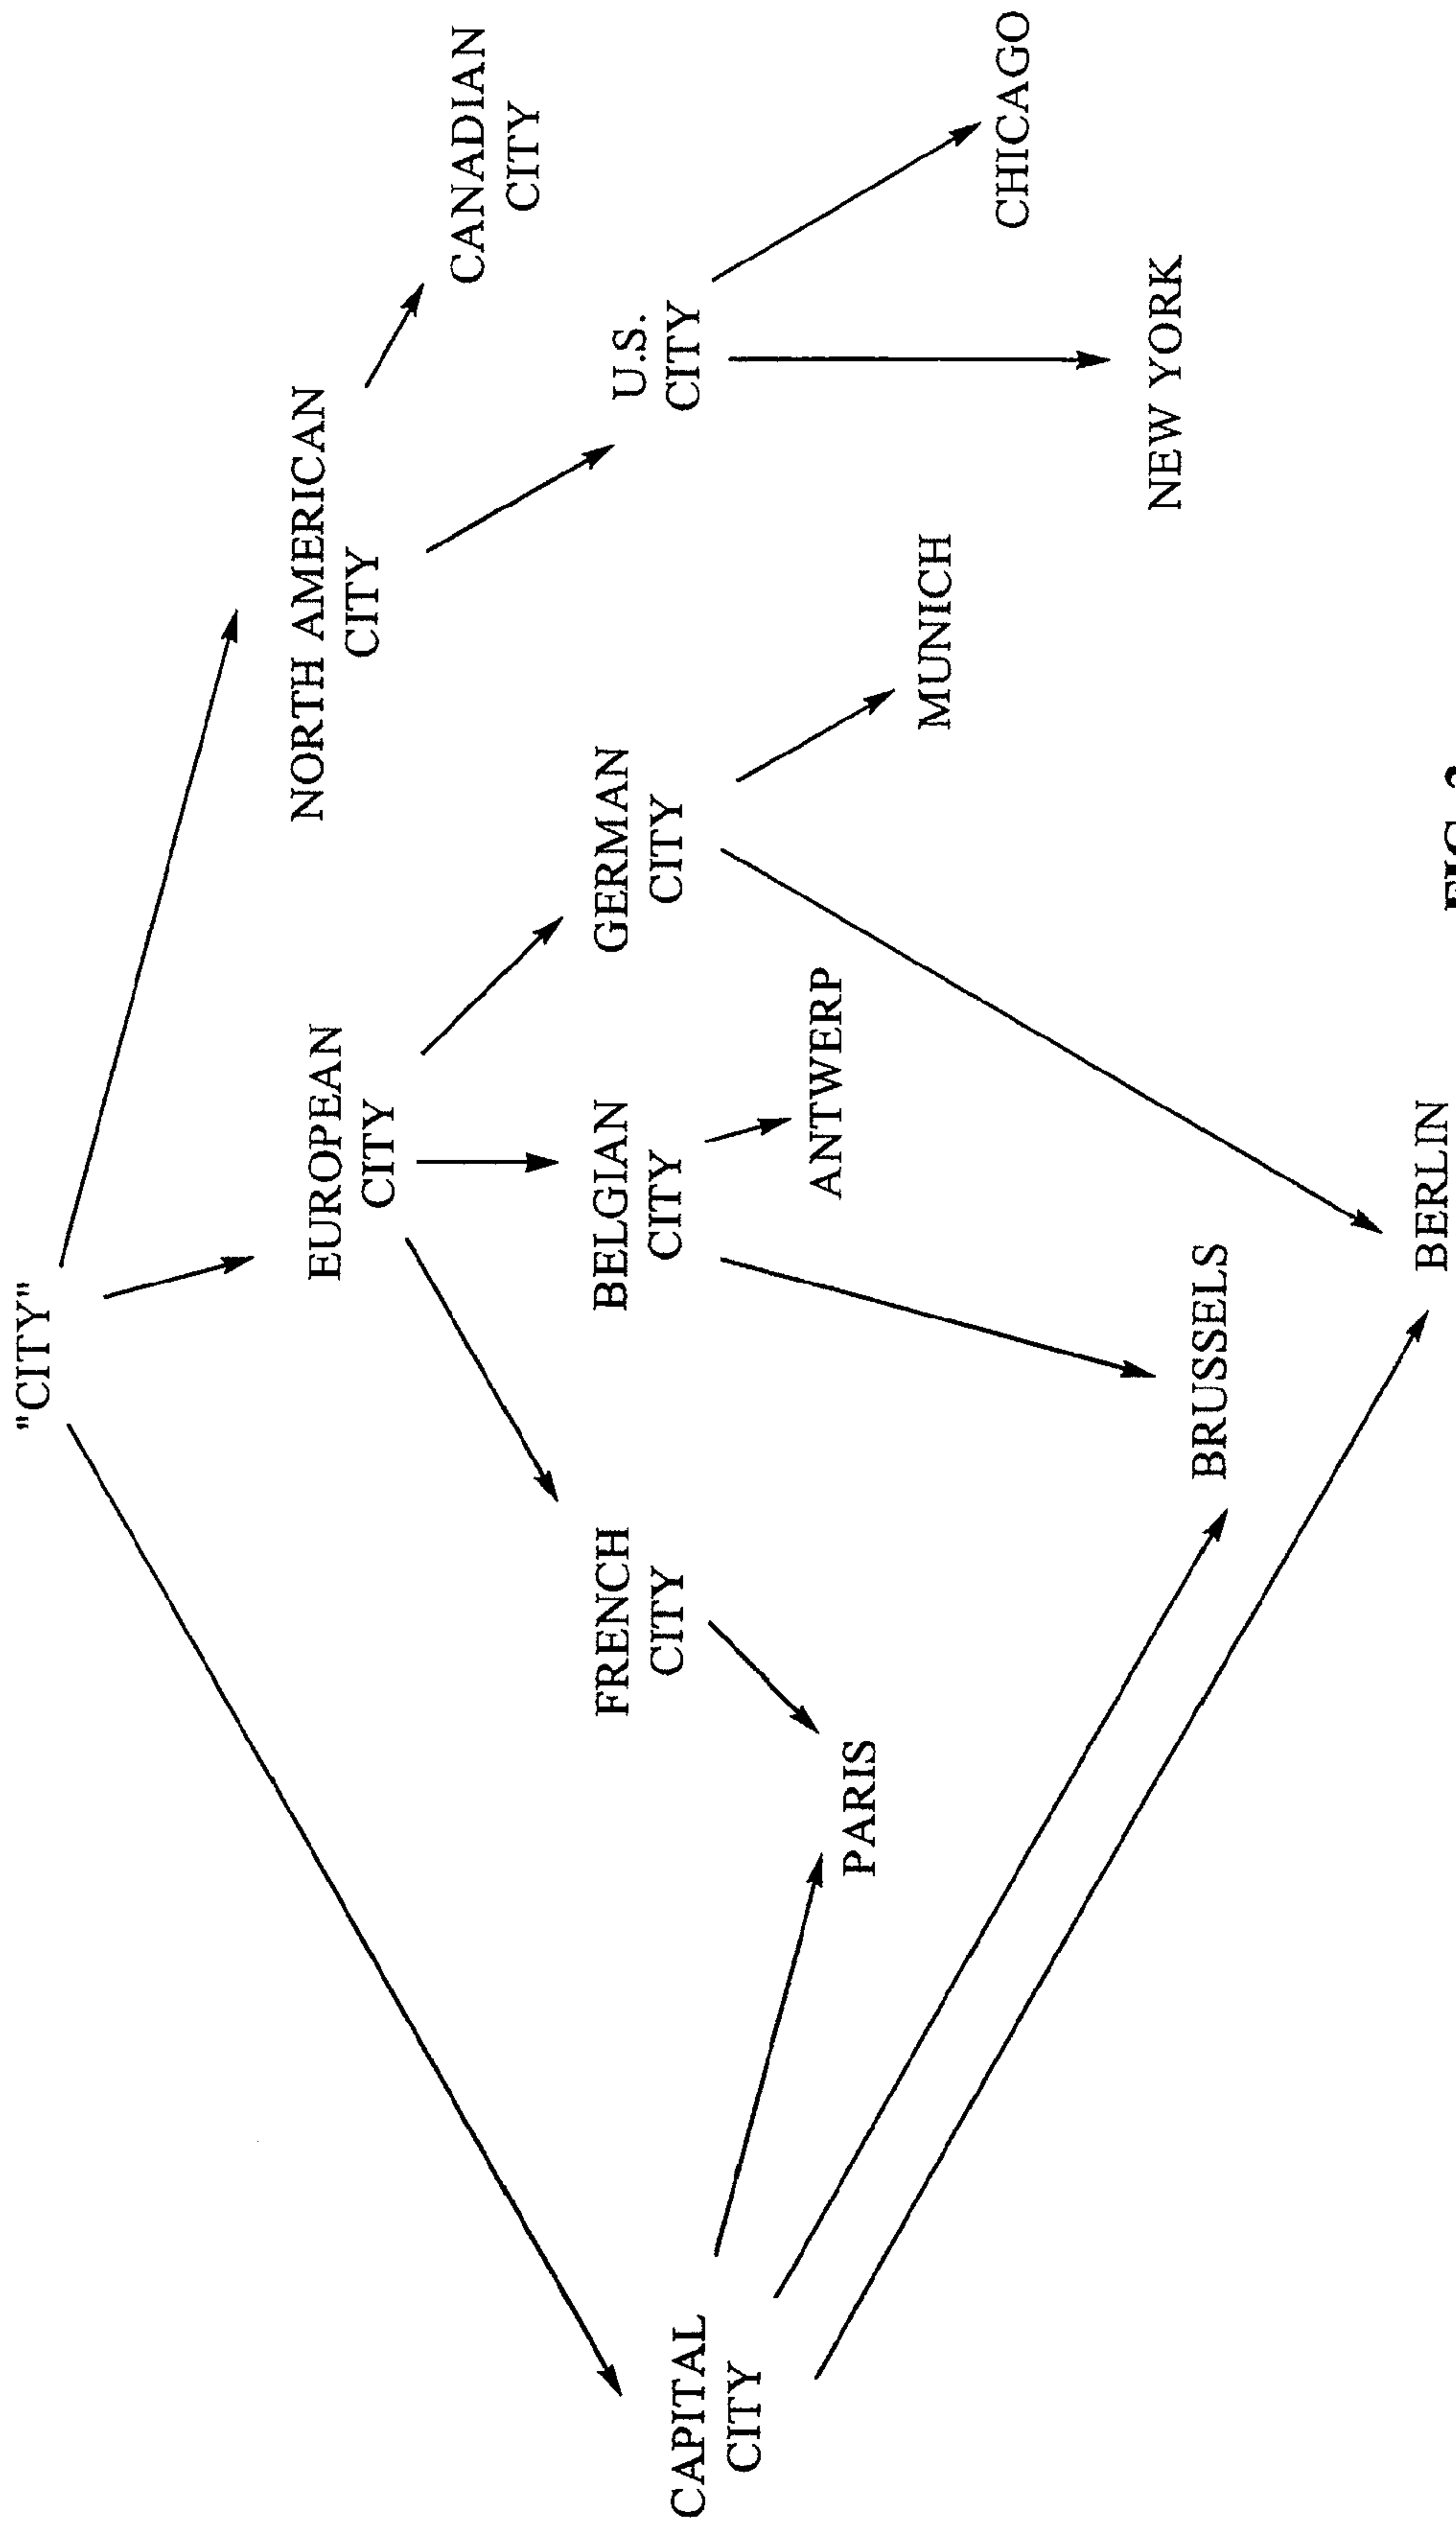 "CITY"
NORTH AMERICAN
CITY
EUROPEAN
CITY
CANADIAN
CITY
CAPITAL
CITY
FRENCH
CITY
BELGIAN
CITY
GERMAN
CITY
U.S.
CITY
PARIS
ANTWERP
MUNICH
CHICAGO
BRUSSELS
NEW YORK
BERLIN